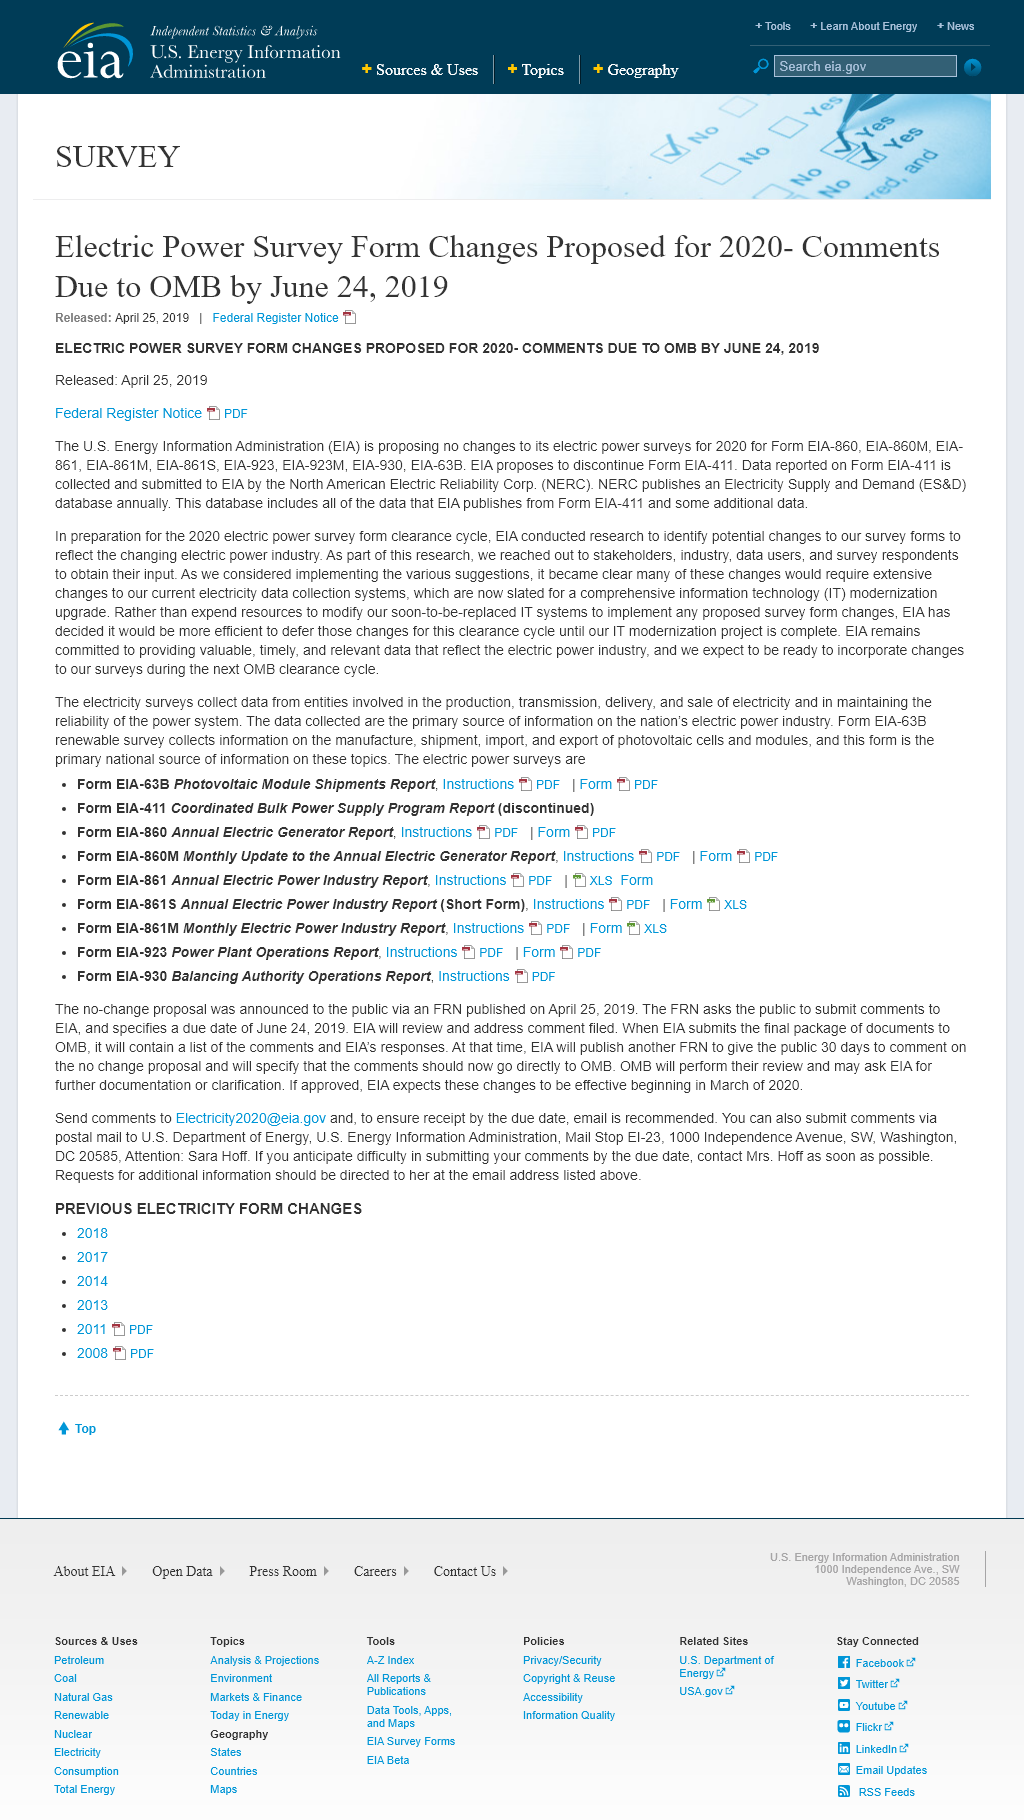 + Tools + Learn About Energy + News
Independent Statistics & Analysis
eia U.S. Energy Information
Administration
+ Sources & Uses + Topics + Geography
Search eia.gov
No Yes
Yes
No Yes
No
No
rred, and
SURVEY
Electric Power Survey Form Changes Proposed for 2020- Comments
Due to OMB by June 24, 2019
Released: April 25, 2019 | Federal Register Notice
ELECTRIC POWER SURVEY FORM CHANGES PROPOSED FOR 2020- COMMENTS DUE TO OMB BY JUNE 24, 2019
Released: April 25, 2019
Federal Register Notice PDF
The U.S. Energy Information Administration (EIA) is proposing no changes to its electric power surveys for 2020 for Form EIA-860, EIA-860M, EIA-
861, EIA-861M, EIA-861S, EIA-923, EIA-923M, EIA-930, EIA-63B. EIA proposes to discontinue Form EIA-411. Data reported on Form EIA-411 is
collected and submitted to EIA by the North American Electric Reliability Corp. (NERC). NERC publishes an Electricity Supply and Demand (ES&D)
database annually. This database includes all of the data that EIA publishes from Form EIA-411 and some additional data.
In preparation for the 2020 electric power survey form clearance cycle, EIA conducted research to identify potential changes to our survey forms to
reflect the changing electric power industry. As part of this research, we reached out to stakeholders, industry, data users, and survey respondents
to obtain their input. As we considered implementing the various suggestions, it became clear many of these changes would require extensive
changes to our current electricity data collection systems, which are now slated for a comprehensive information technology (IT) modernization
upgrade. Rather than expend resources to modify our soon-to-be-replaced IT systems to implement any proposed survey form changes, EIA has
decided it would be more efficient to defer those changes for this clearance cycle until our IT modernization project is complete. EIA remains
committed to providing valuable, timely, and relevant data that reflect the electric power industry, and we expect to be ready to incorporate changes
to our surveys during the next OMB clearance cycle.
The electricity surveys collect data from entities involved in the production, transmission, delivery, and sale of electricity and in maintaining the
reliability of the power system. The data collected are the primary source of information on the nation's electric power industry. Form EIA-63B
renewable survey collects information on the manufacture, shipment, import, and export of photovoltaic cells and modules, and this form is the
primary national source of information on these topics. The electric power surveys are
• Form EIA-63B Photovoltaic Module Shipments Report, Instructions PDF | Form PDF
• Form EIA-411 Coordinated Bulk Power Supply Program Report (discontinued)
• Form EIA-860 Annual Electric Generator Report, Instructions PDF | Form PDF
• Form EIA-860M Monthly Update to the Annual Electric Generator Report, Instructions PDF | Form PDF
• Form EIA-861 Annual Electric Power Industry Report, Instructions PDF | XLS Form
• Form EIA-861S Annual Electric Power Industry Report (Short Form), Instructions PDF | Form XLS
• Form EIA-861M Monthly Electric Power Industry Report, Instructions PDF | Form XLS
• Form EIA-923 Power Plant Operations Report, Instructions PDF | Form PDF
• Form EIA-930 Balancing Authority Operations Report, Instructions PDF
The no-change proposal was announced to the public via an FRN published on April 25, 2019. The FRN asks the public to submit comments to
EIA, and specifies a due date of June 24, 2019. EIA will review and address comment filed. When EIA submits the final package of documents to
OMB, it will contain a list of the comments and EIA's responses. At that time, EIA will publish another FRN to give the public 30 days to comment on
the no change proposal and will specify that the comments should now go directly to OMB. OMB will perform their review and may ask EIA for
further documentation or clarification. If approved, EIA expects these changes to be effective beginning in March of 2020.
Send comments to Electricity2020@eia.gov and, to ensure receipt by the due date, email is recommended. You can also submit comments via
postal mail to U.S. Department of Energy, U.S. Energy Information Administration, Mail Stop EI-23, 1000 Independence Avenue, SW, Washington,
DC 20585, Attention: Sara Hoff. If you anticipate difficulty in submitting your comments by the due date, contact Mrs. Hoff as soon as possible.
Requests for additional information should be directed to her at the email address listed above.
PREVIOUS ELECTRICITY FORM CHANGES
• 2018
• 2017
• 2014
• 2013
• 2011 PDF
• 2008 PDF
Top
About EIA Open Data Press Room Careers Contact Us
U.S. Energy Information Administration
1000 Independence Ave., SW
Washington, DC 20585
Sources & Uses
Petroleum
Coal
Natural Gas
Renewable
Nuclear
Electricity
Consumption
Total Energy
Topics
Analysis & Projections
Environment
Markets & Finance
Today in Energy
Geography
States
Countries
Maps
Tools
A-Z Index
All Reports &
Publications
Data Tools, Apps,
and Maps
EIA Survey Forms
EIA Beta
Policies
Privacy/Security
Copyright & Reuse
Accessibility
Information Quality
Related Sites
U.S. Department of
Energy
USA.gov
Stay Connected
Facebook
Twitter
Youtube
Flickr
LinkedIn
Email Updates
RSS Feeds